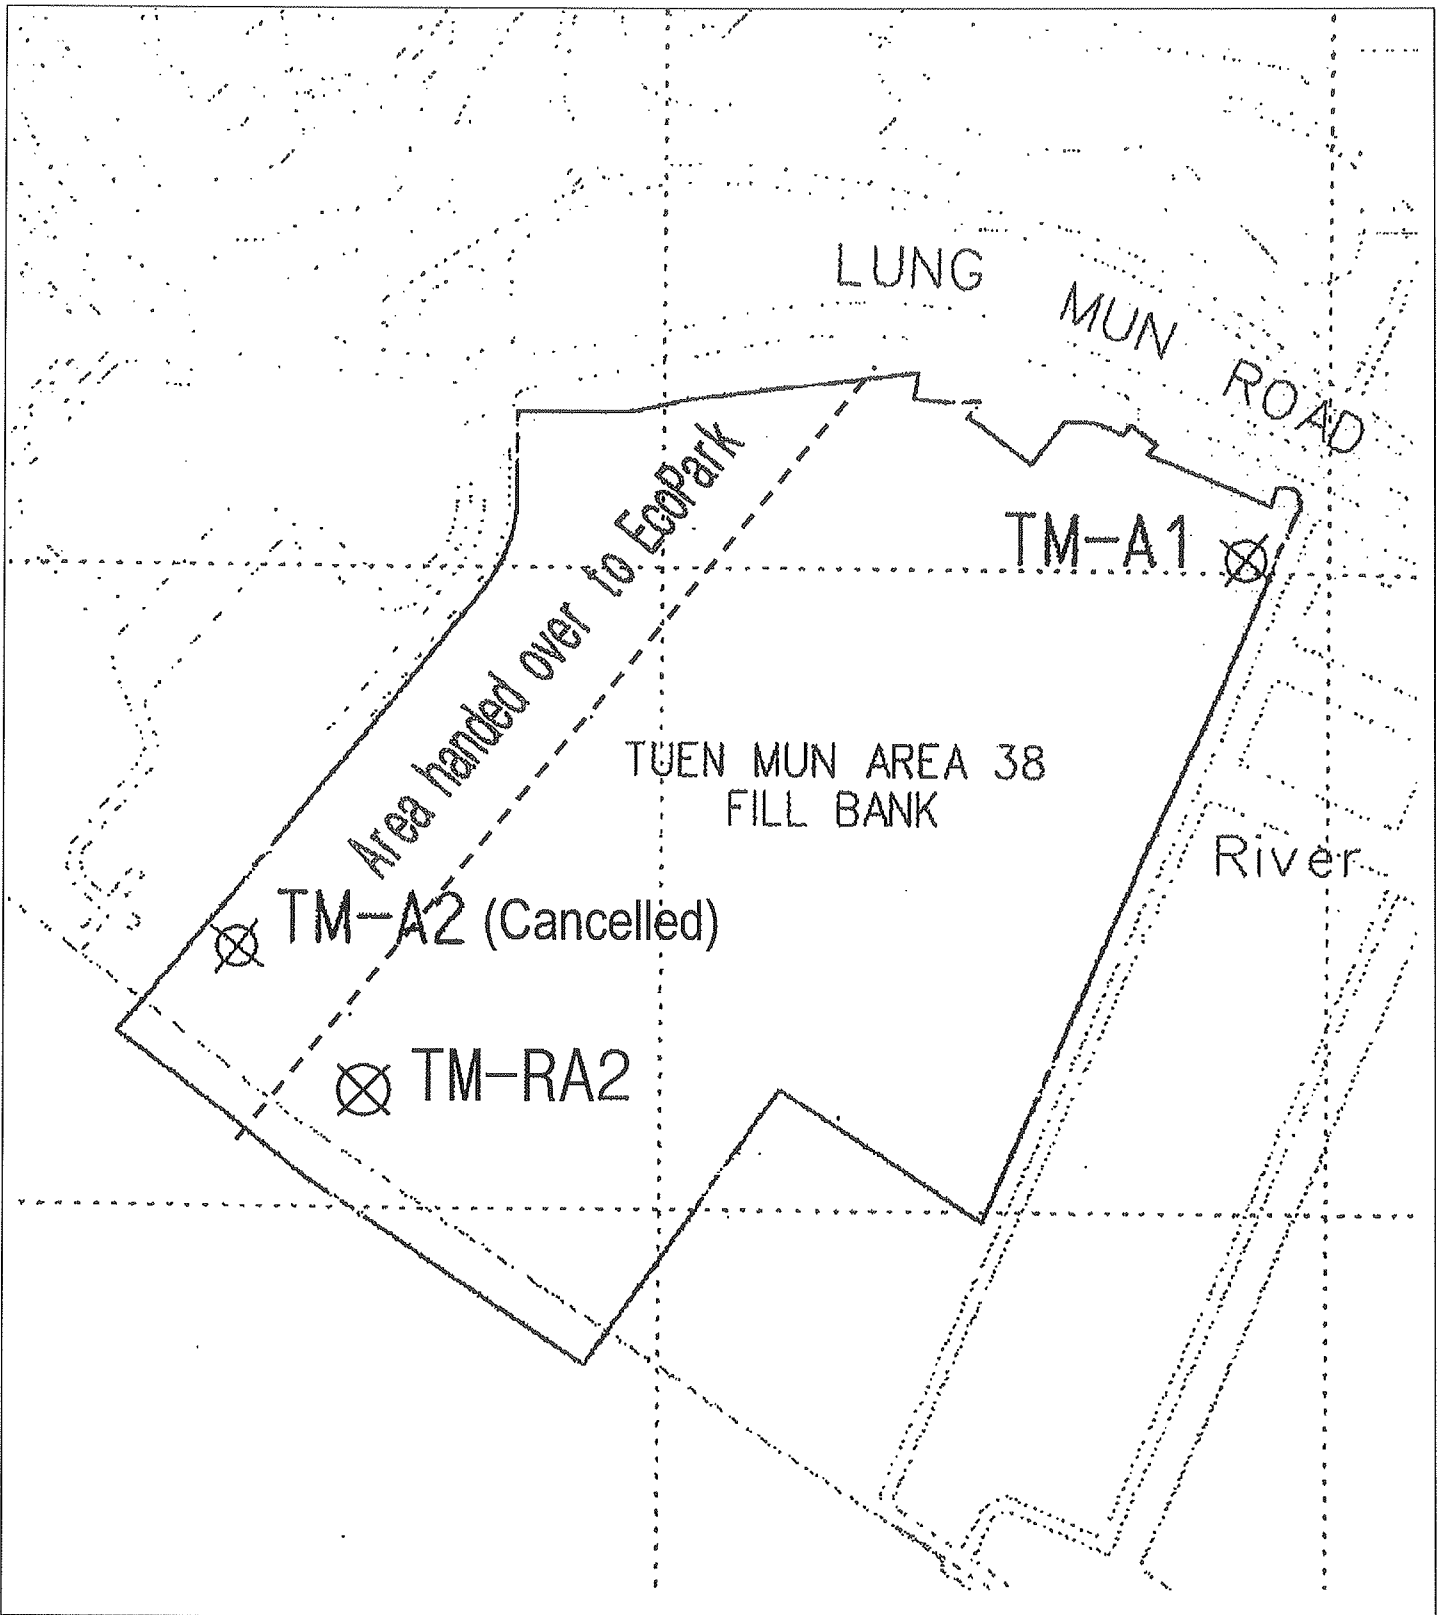 LUNG MUN ROAD
Area handed over to EcoPark
TM-A1
TUEN MUN AREA 38
FILL BANK
River
TM-A2 (Cancelled)
TM-RA2